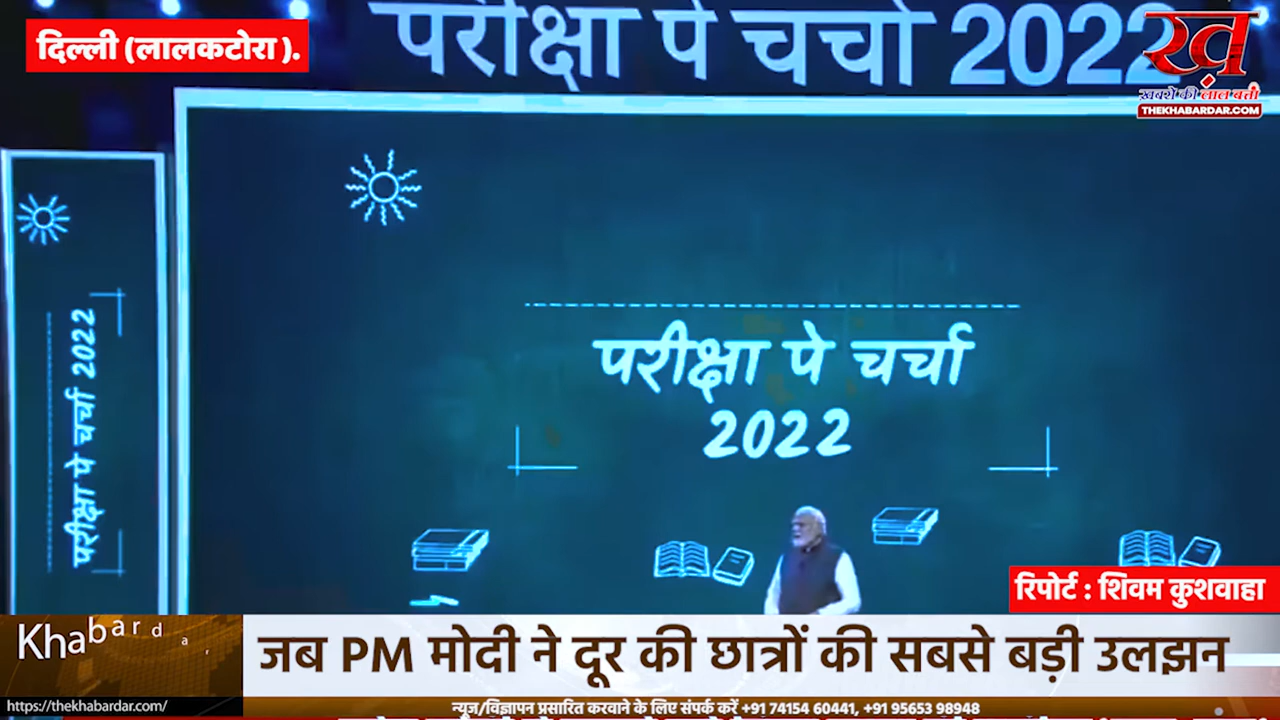 परीक्षा पे चर्चा 2022
दिल्ली (लालकटोरा ).
ख़
खबरों की लाल बत्ती
THEKHABARDAR.COM
परीक्षा पे चर्चा 2022
परीक्षा पे चर्चा
2022
रिपोर्ट : शिवम कुशवाहा
Khabardar
जब PM मोदी ने दूर की छात्रों की सबसे बड़ी उलझन
https://thekhabardar.com/
न्यूज/विज्ञापन प्रसारित करवाने के लिए संपर्क करें +91 74154 60441, +91 95653 98948